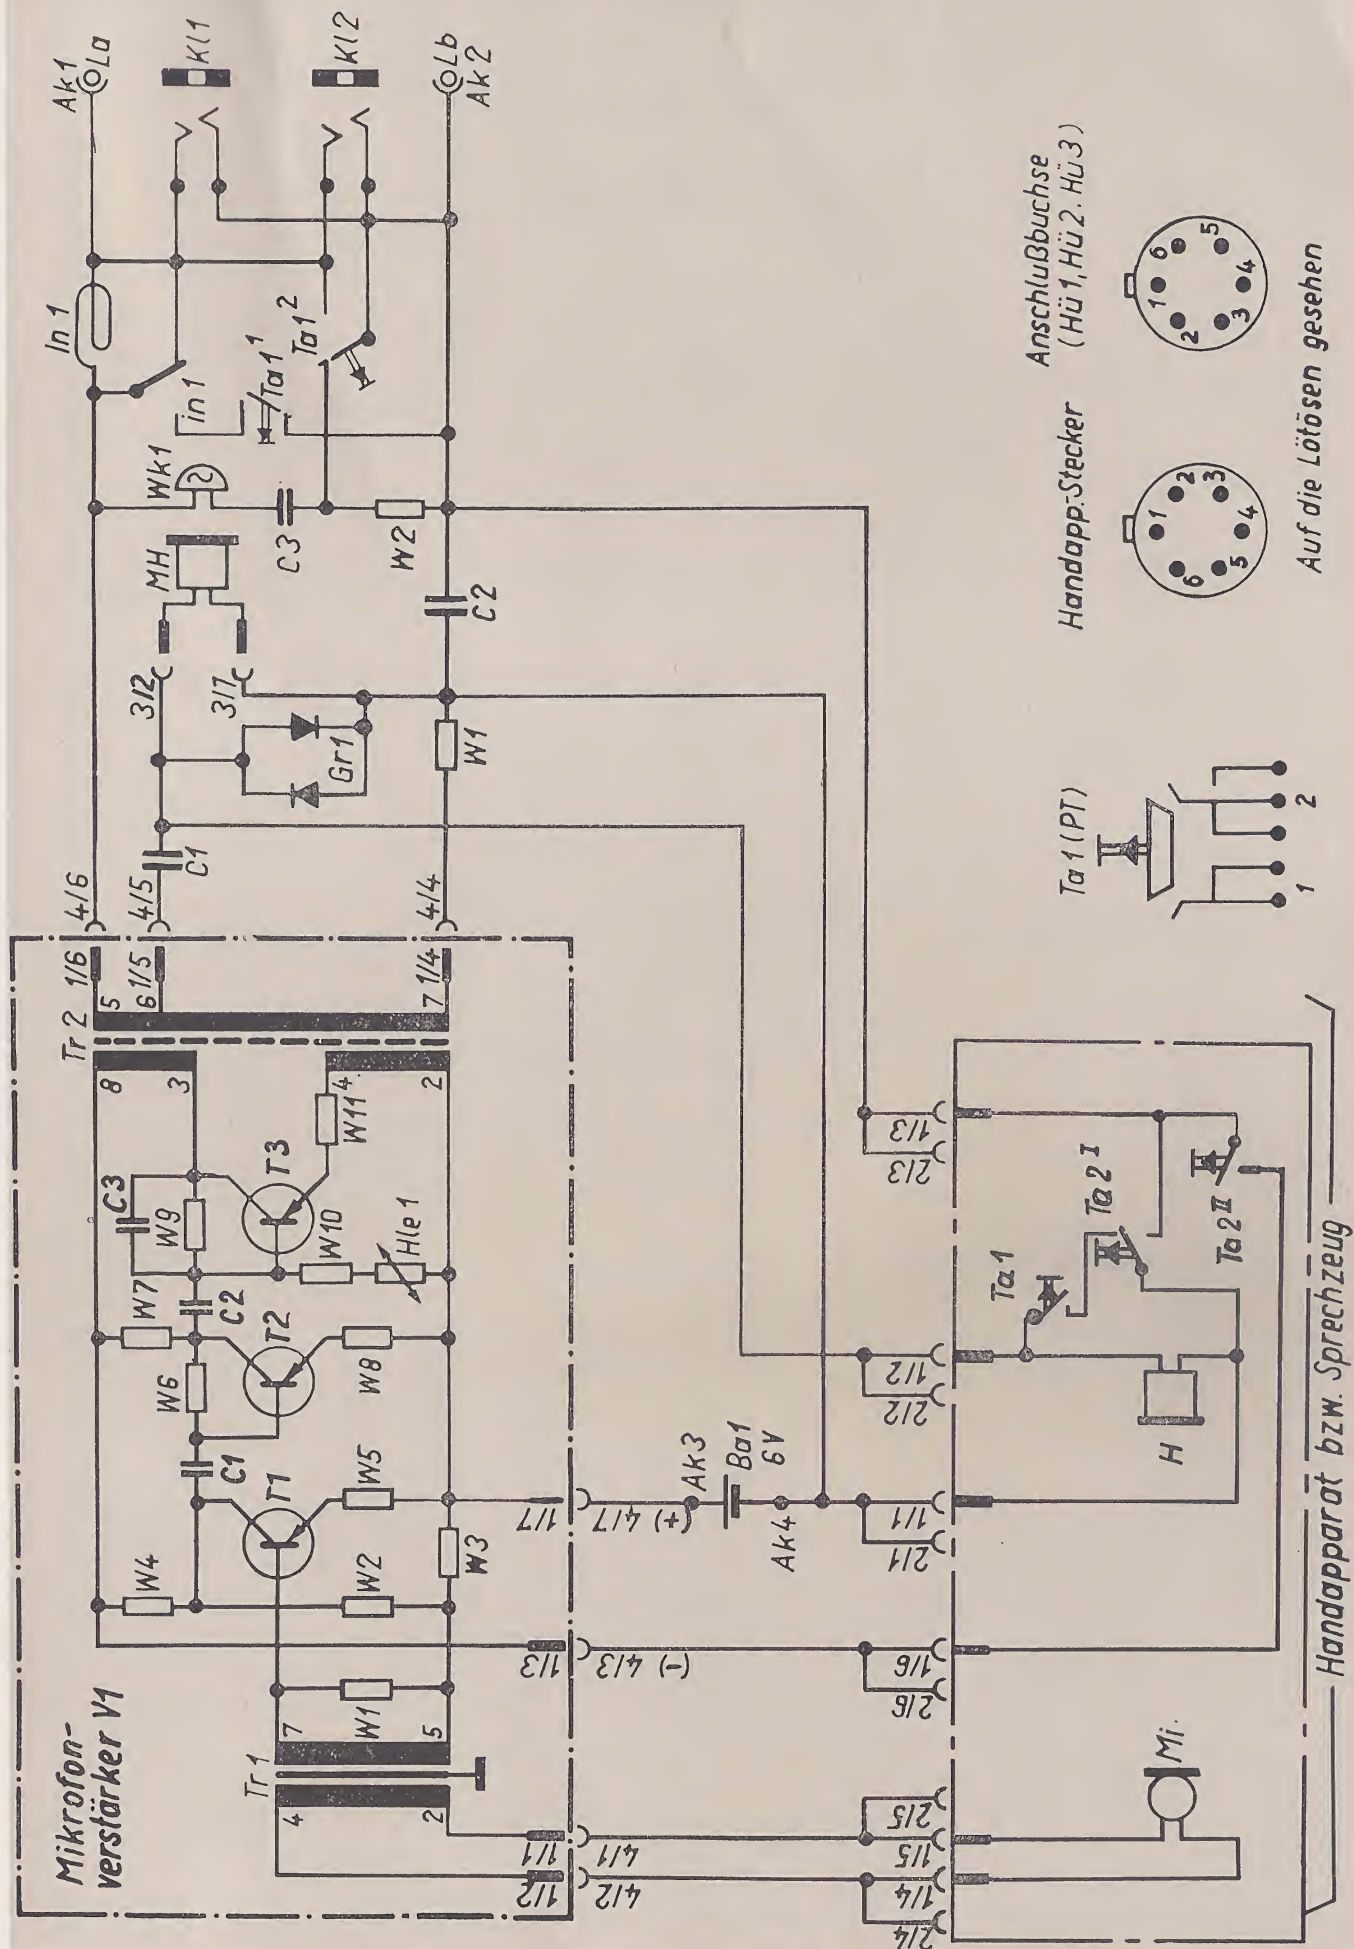 Mikrofon-
verstärker V1
Tr1
4
2
7
5
W1
W4
W2
W3
T1
C1
W5
W6
T2
W8
W7
C2
C3
W9
T3
W10
Hle1
W11
Tr2
8
3
4.
2
5
6
7
1/6
1/5
1/4
4/6
4/5
4/4
C1
3/2
3/7
MH
Gr1
W1
C2
Wk1
C3
W2
In1
in1
Ta1¹
Ta1²
Ak1
La
Kl1
Kl2
Lb
Ak2
1/2
1/1
1/3
1/7
4/2
4/1
4/3 (-)
4/7 (+)
Ak3
Ba1
6V
Ak4
2/4
1/4
1/5
2/5
2/6
1/6
2/1
1/1
2/2
1/2
2/3
1/3
Mi.
H
Ta1
Ta2 I
Ta2 II
Handapparat bzw. Sprechzeug
Ta1(PT)
1
2
Handapp.-Stecker
1
2
3
4
5
6
Anschlußbuchse
(Hü1, Hü2. Hü3)
1
6
5
4
3
2
Auf die Lötösen gesehen